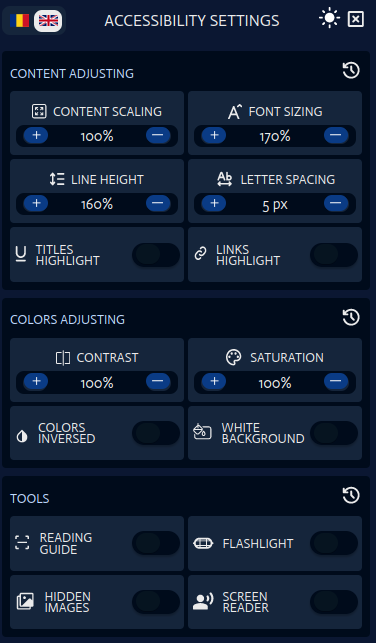 ACCESSIBILITY SETTINGS
CONTENT ADJUSTING
CONTENT SCALING
+ 100% —
FONT SIZING
+ 170% —
LINE HEIGHT
+ 160% —
LETTER SPACING
+ 5 px —
TITLES
HIGHLIGHT
LINKS
HIGHLIGHT
COLORS ADJUSTING
CONTRAST
+ 100% —
SATURATION
+ 100% —
COLORS
INVERSED
WHITE
BACKGROUND
TOOLS
READING
GUIDE
FLASHLIGHT
HIDDEN
IMAGES
SCREEN
READER